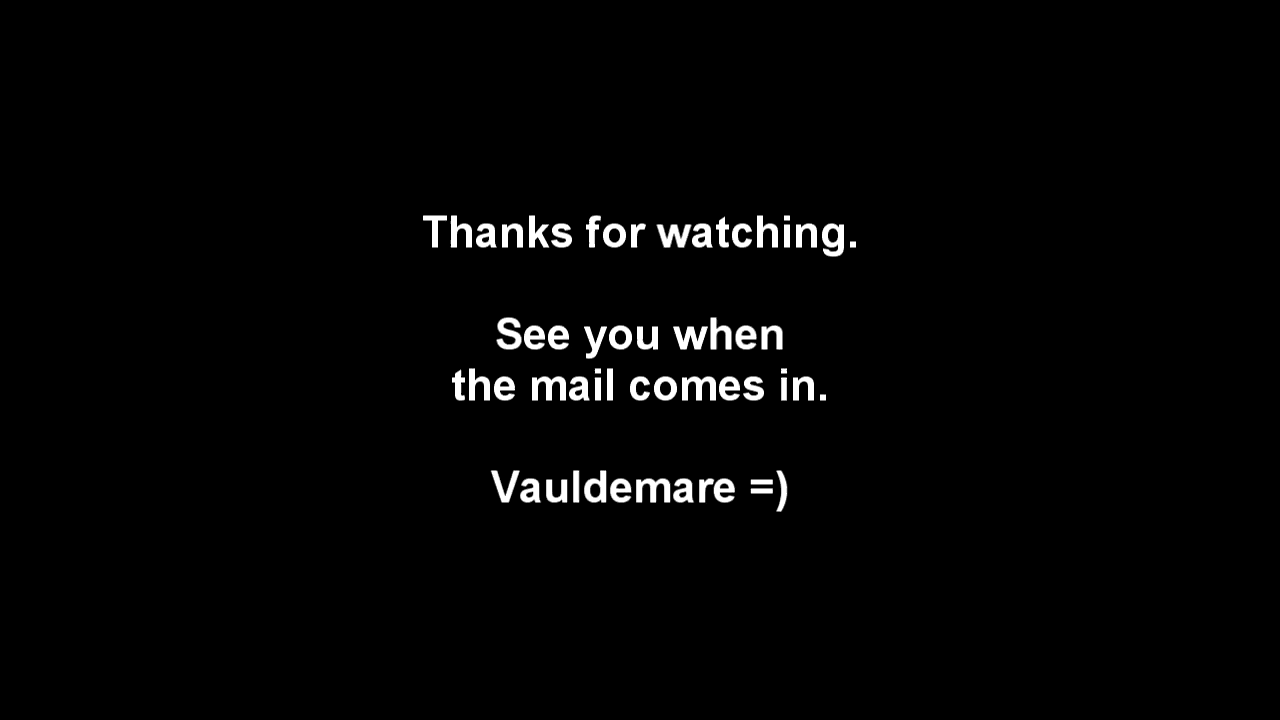 Thanks for watching.
See you when
the mail comes in.
Vauldemare =)